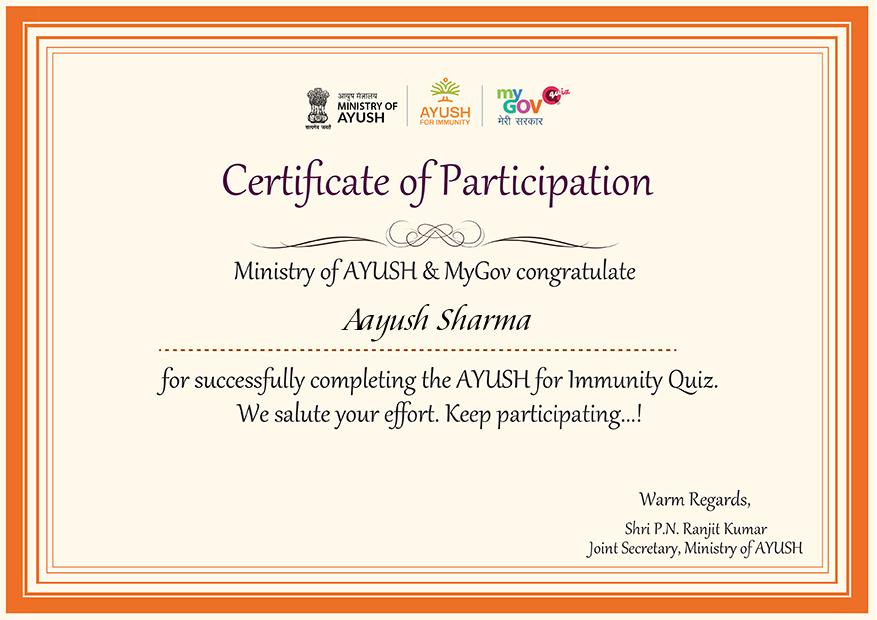 आयुष मंत्रालय
MINISTRY OF
AYUSH
सत्यमेव जयते
AYUSH
FOR IMMUNITY
my
GOV
quiz
मेरी सरकार
Certificate of Participation
Ministry of AYUSH & MyGov congratulate
Aayush Sharma
for successfully completing the AYUSH for Immunity Quiz.
We salute your effort. Keep participating...!
Warm Regards,
Shri P.N. Ranjit Kumar
Joint Secretary, Ministry of AYUSH